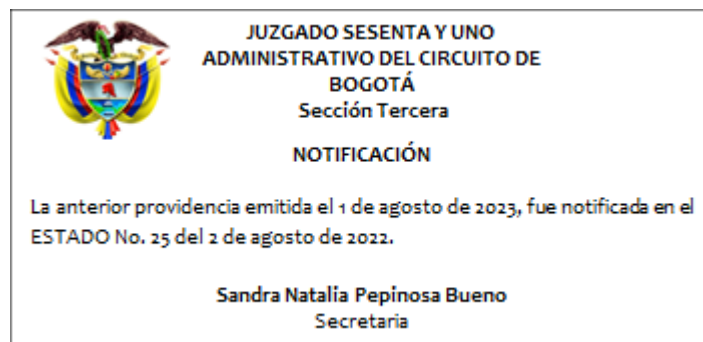 JUZGADO SESENTA Y UNO
ADMINISTRATIVO DEL CIRCUITO DE
BOGOTÁ
Sección Tercera
NOTIFICACIÓN
La anterior providencia emitida el 1 de agosto de 2023, fue notificada en el
ESTADO No. 25 del 2 de agosto de 2022.
Sandra Natalia Pepinosa Bueno
Secretaria